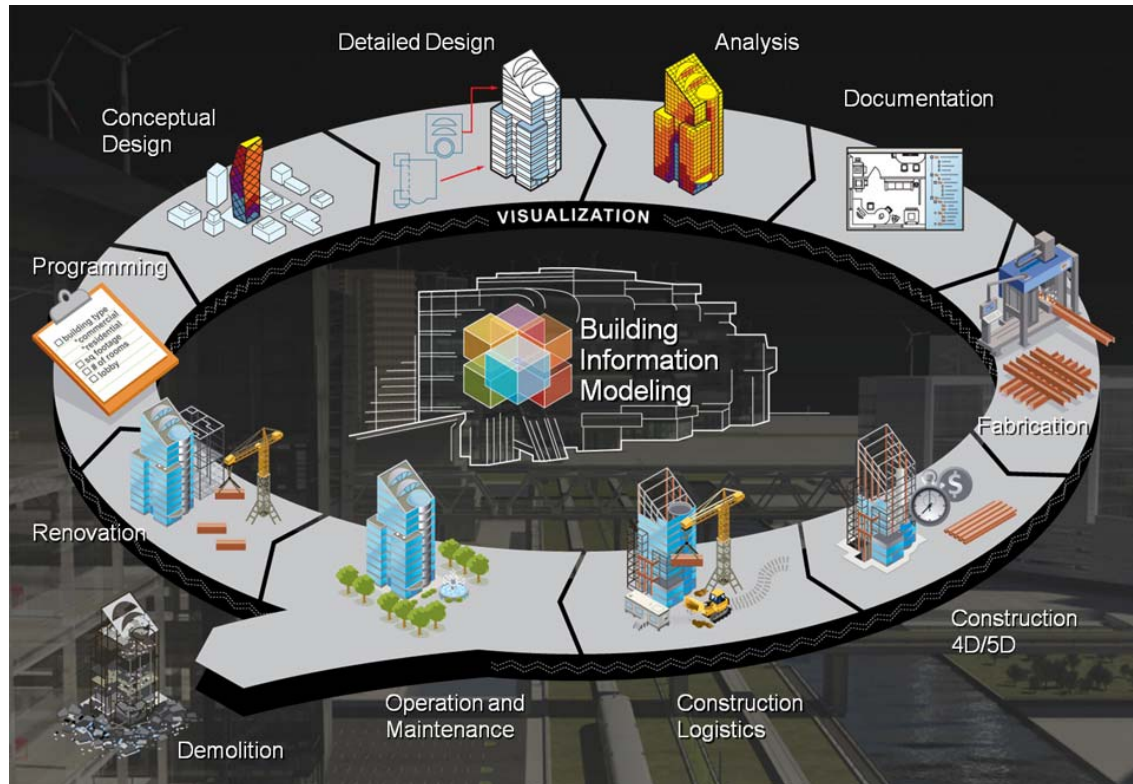 Detailed Design
Analysis
Documentation
Conceptual
Design
VISUALIZATION
Programming
building type
*commercial
*residential
sq footage
# of rooms
lobby
Building
Information
Modeling
Fabrication
$
Renovation
Construction
4D/5D
Operation and
Maintenance
Construction
Logistics
Demolition